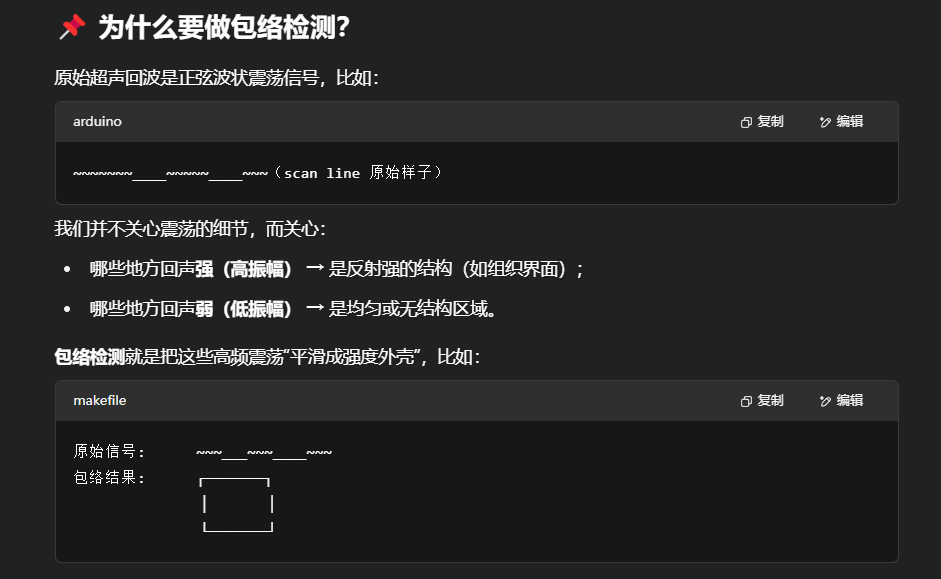 📌 为什么要做包络检测?
原始超声回波是正弦波状震荡信号，比如：
arduino 复制 编辑
~~~~~~~____~~~~~____~~~（scan line 原始样子）
我们并不关心震荡的细节，而关心：
• 哪些地方回声强（高振幅） → 是反射强的结构（如组织界面）；
• 哪些地方回声弱（低振幅） → 是均匀或无结构区域。
包络检测就是把这些高频震荡“平滑成强度外壳”，比如：
makefile 复制 编辑
原始信号： ~~~___~~~____~~~
包络结果：